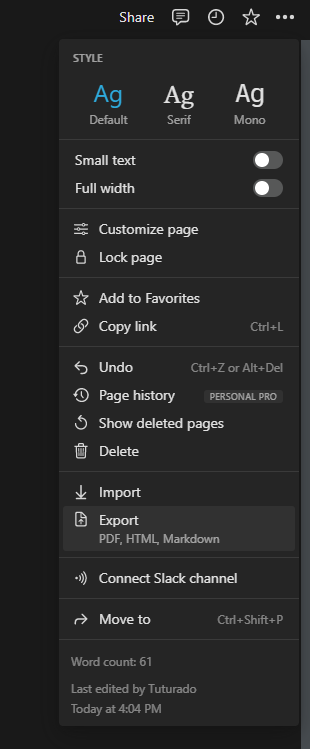 Share
STYLE
Ag Ag Ag
Default Serif Mono
Small text
Full width
Customize page
Lock page
Add to Favorites
Copy link Ctrl+L
Undo Ctrl+Z or Alt+Del
Page history PERSONAL PRO
Show deleted pages
Delete
Import
Export
PDF, HTML, Markdown
Connect Slack channel
Move to Ctrl+Shift+P
Word count: 61
Last edited by Tuturado
Today at 4:04 PM